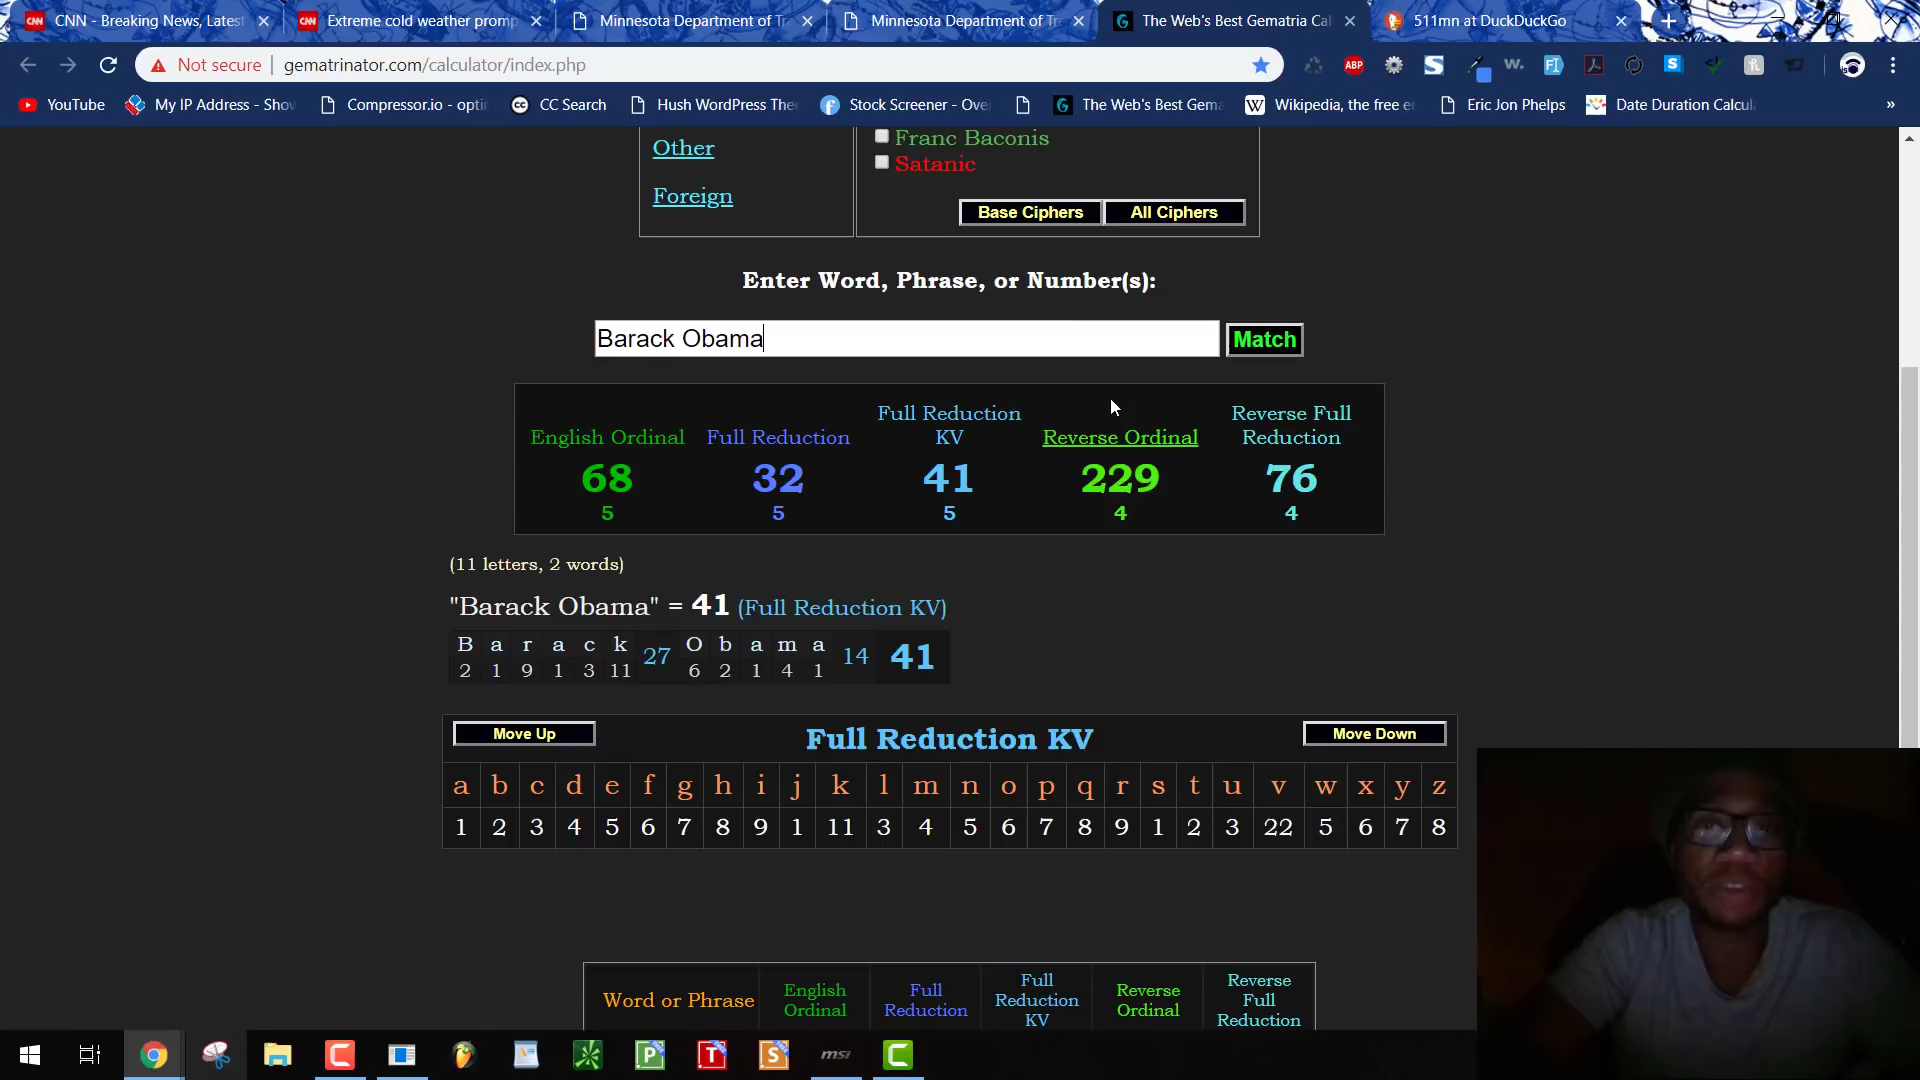 CNN - Breaking News, Latest
Extreme cold weather promp
Minnesota Department of Tr
Minnesota Department of Tr
The Web's Best Gematria Cal
511mn at DuckDuckGo
Not secure | gematrinator.com/calculator/index.php
YouTube
My IP Address - Shov
Compressor.io - opti
CC Search
Hush WordPress The
Stock Screener - Ove
The Web's Best Gema
Wikipedia, the free e
Eric Jon Phelps
Date Duration Calcu
»
Other
Foreign
Franc Baconis
Satanic
Base Ciphers All Ciphers
Enter Word, Phrase, or Number(s):
Barack Obama Match
English Ordinal Full Reduction Full Reduction KV Reverse Ordinal Reverse Full Reduction
68 32 41 229 76
5 5 5 4 4
(11 letters, 2 words)
"Barack Obama" = 41 (Full Reduction KV)
B a r a c k 27 O b a m a 14 41
2 1 9 1 3 11 6 2 1 4 1
Move Up Full Reduction KV Move Down
a b c d e f g h i j k l m n o p q r s t u v w x y z
1 2 3 4 5 6 7 8 9 1 11 3 4 5 6 7 8 9 1 2 3 22 5 6 7 8
Word or Phrase English Ordinal Full Reduction Full Reduction KV Reverse Ordinal Reverse Full Reduction